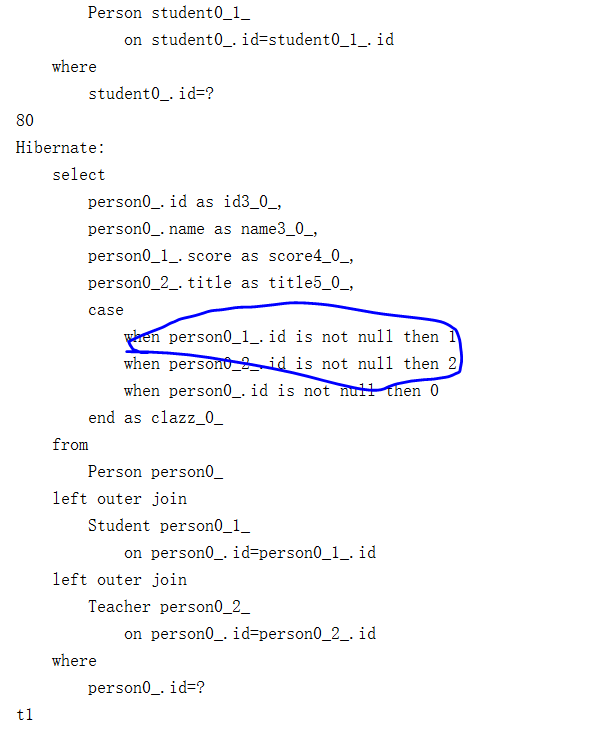 Person student0_1_
on student0_.id=student0_1_.id
where
student0_.id=?
80
Hibernate:
select
person0_.id as id3_0_,
person0_.name as name3_0_,
person0_1_.score as score4_0_,
person0_2_.title as title5_0_,
case
when person0_1_.id is not null then 1
when person0_2_.id is not null then 2
when person0_.id is not null then 0
end as clazz_0_
from
Person person0_
left outer join
Student person0_1_
on person0_.id=person0_1_.id
left outer join
Teacher person0_2_
on person0_.id=person0_2_.id
where
person0_.id=?
t1